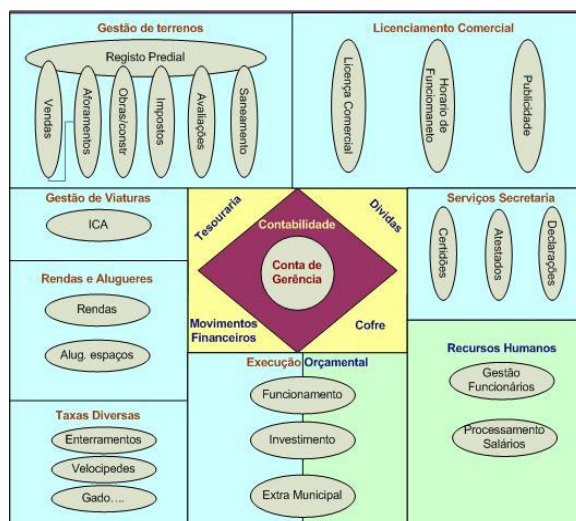 Gestão de terrenos
Registo Predial
Vendas
Aforamentos
Obras/constr
Impostos
Avaliações
Saneamento
Licenciamento Comercial
Licença Comercial
Horario de
Funciomaneto
Publicidade
Gestão de Viaturas
ICA
Tesouraria
Contabilidade
Dividas
Conta de
Gerência
Movimentos
Financeiros
Cofre
Serviços Secretaria
Certidões
Atestados
Declarações
Rendas e Alugueres
Rendas
Alug. espaços
Execução Orçamental
Funcionamento
Investimento
Extra Municipal
Recursos Humanos
Gestão
Funcionários
Processamento
Salários
Taxas Diversas
Enterramentos
Velocipedes
Gado….